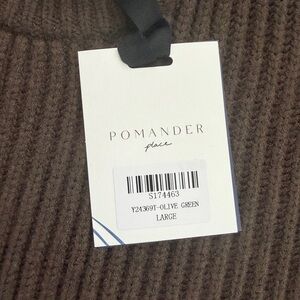 POMANDER
place
S174463
Y24369T-OLIVE GREEN
LARGE